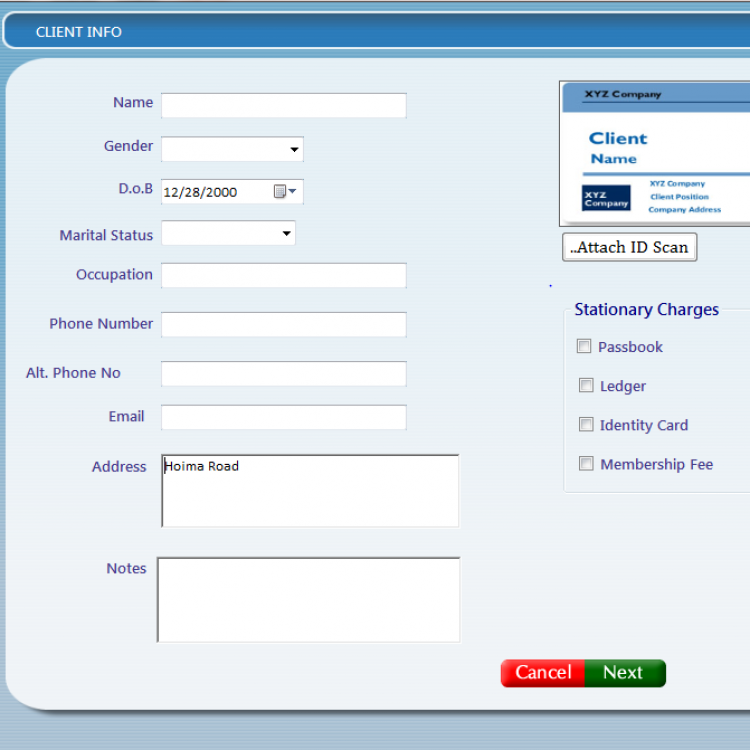 CLIENT INFO
Name
Gender
D.o.B 12/28/2000
Marital Status
Occupation
Phone Number
Alt. Phone No
Email
Address Hoima Road
Notes
XYZ Company
Client
Name
XYZ
Company
XYZ Company
Client Position
Company Address
..Attach ID Scan
Stationary Charges
Passbook
Ledger
Identity Card
Membership Fee
Cancel Next